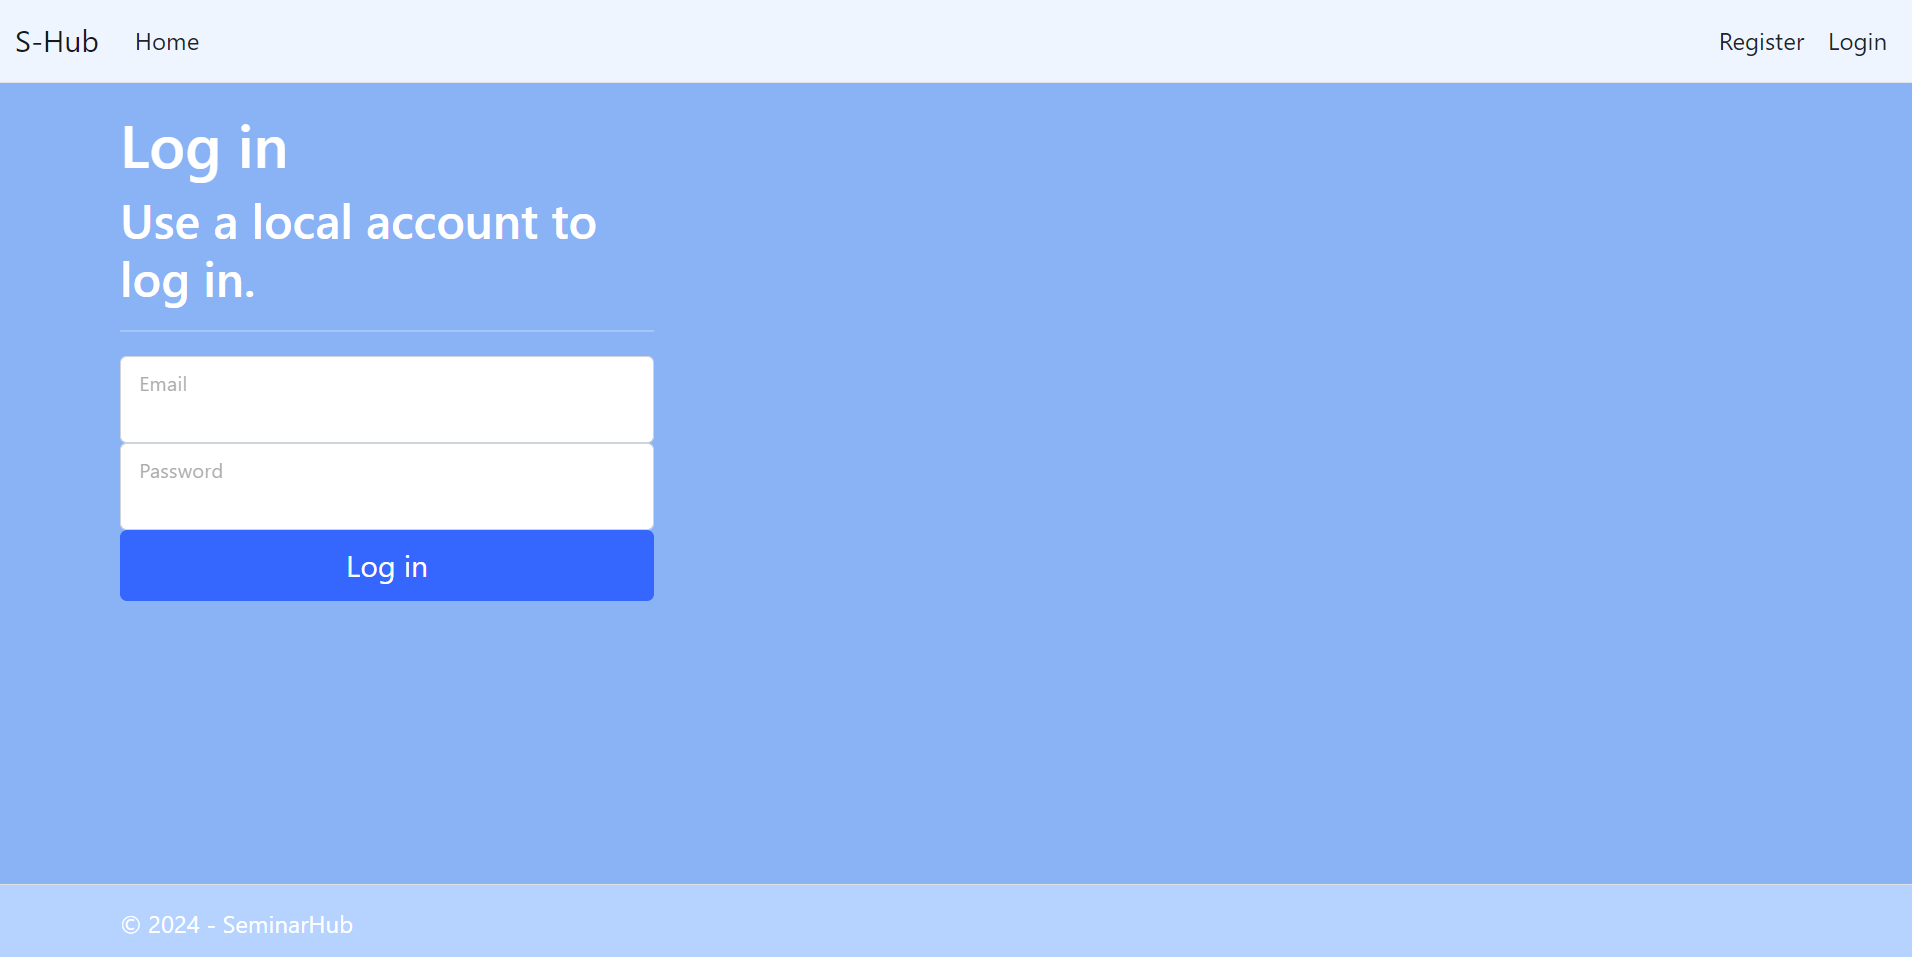 S-Hub Home Register Login
Log in
Use a local account to
log in.
Email
Password
Log in
© 2024 - SeminarHub